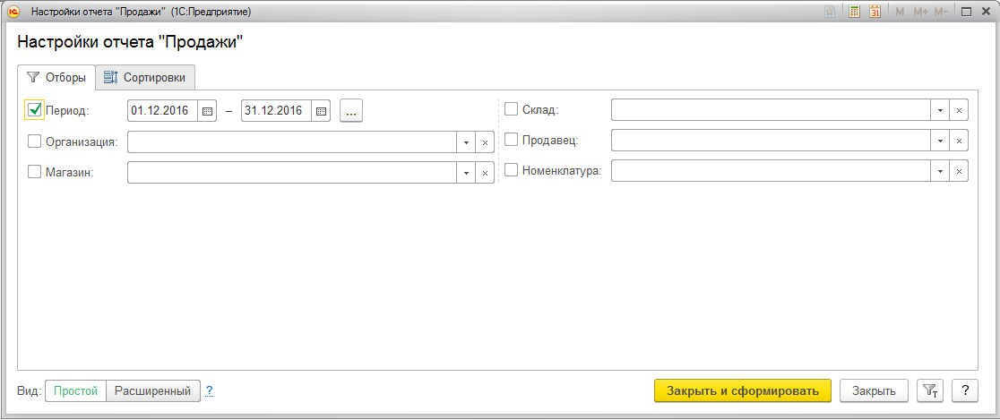 Настройки отчета "Продажи" (1С:Предприятие)
31 M M+ M-
Настройки отчета "Продажи"
Отборы Сортировки
Период: 01.12.2016 – 31.12.2016 ... Склад:
Организация: Продавец:
Магазин: Номенклатура:
Вид: Простой Расширенный ? Закрыть и сформировать Закрыть ?